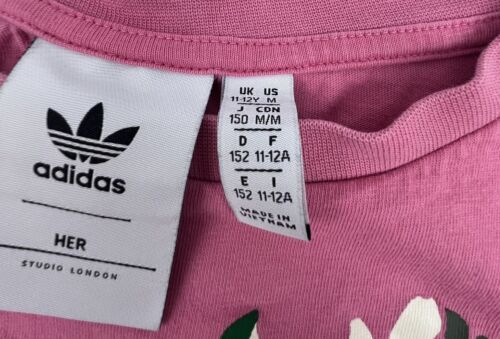 adidas
HER
STUDIO LONDON
UK US
11-12Y M
J CDN
150 M/M
D F
152 11-12A
E I
152 11-12A
MADE IN
VIETNAM